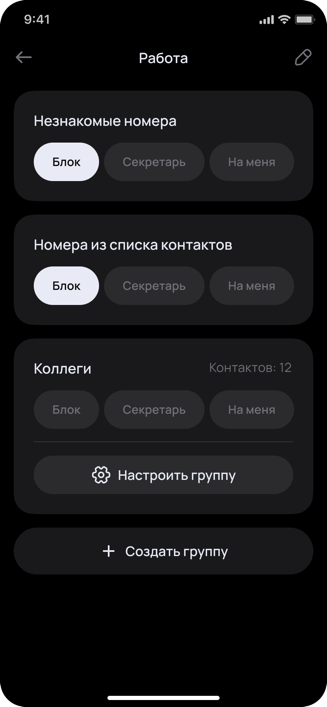 9:41
Работа
Незнакомые номера
Блок Секретарь На меня
Номера из списка контактов
Блок Секретарь На меня
Коллеги Контактов: 12
Блок Секретарь На меня
Настроить группу
+ Создать группу